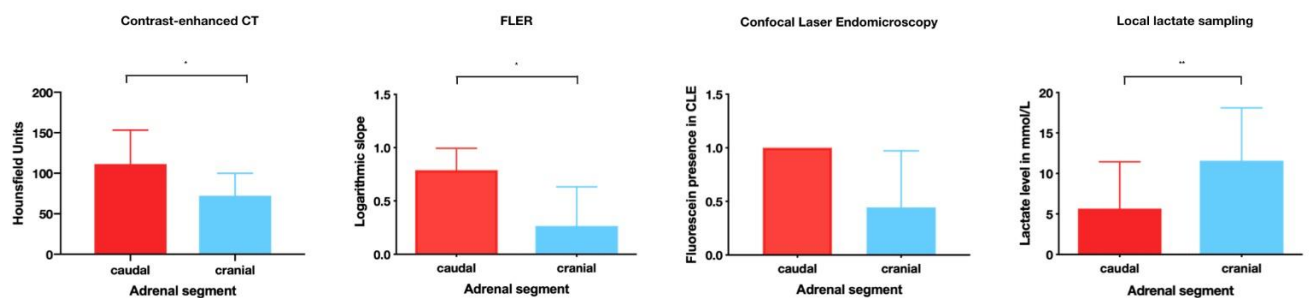 Contrast-enhanced CT
*
Hounsfield Units
200
150
100
50
0
caudal
cranial
Adrenal segment
FLER
*
Logarithmic slope
1.5
1.0
0.5
0.0
caudal
cranial
Adrenal segment
Confocal Laser Endomicroscopy
Fluorescein presence in CLE
1.5
1.0
0.5
0.0
caudal
cranial
Adrenal segment
Local lactate sampling
**
Lactate level in mmol/L
20
15
10
5
0
caudal
cranial
Adrenal segment